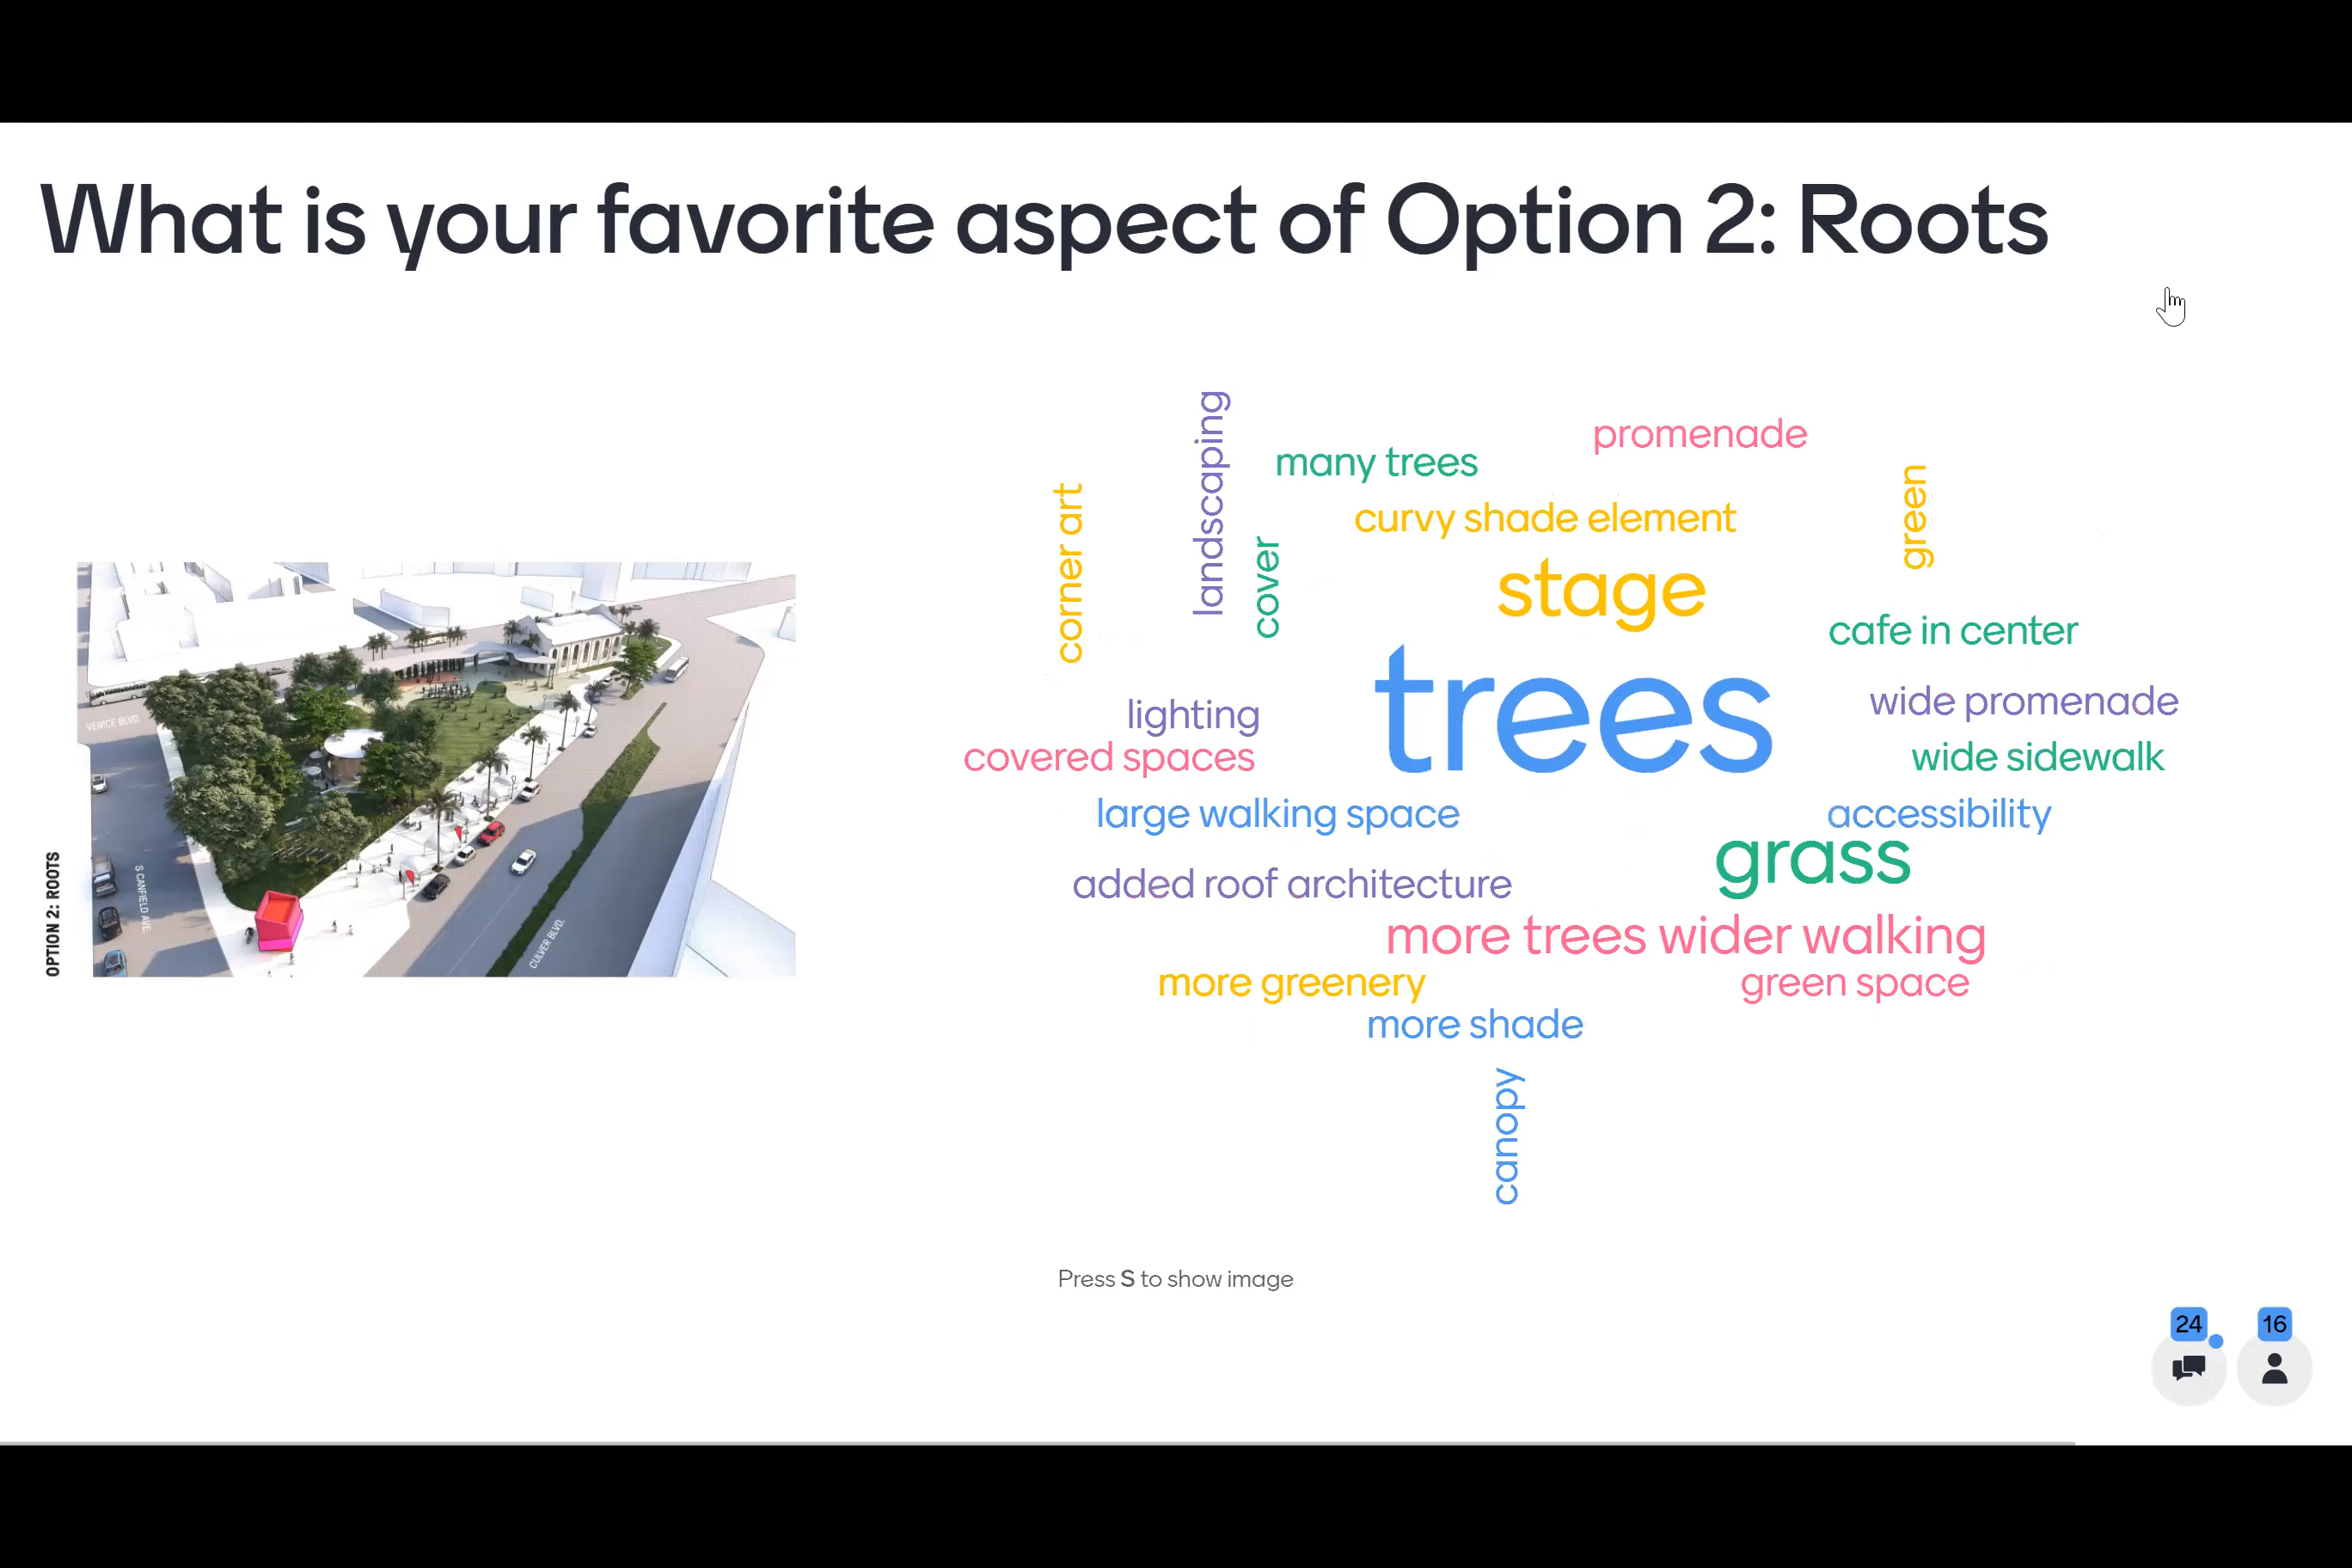 What is your favorite aspect of Option 2: Roots
OPTION 2: ROOTS
VENICE BLVD.
S CANFIELD AVE.
CULVER BLVD.
landscaping
promenade
many trees
green
corner art
curvy shade element
cover
stage
cafe in center
trees
wide promenade
lighting
covered spaces
wide sidewalk
large walking space
accessibility
grass
added roof architecture
more trees wider walking
more greenery
green space
more shade
canopy
Press S to show image
24
16